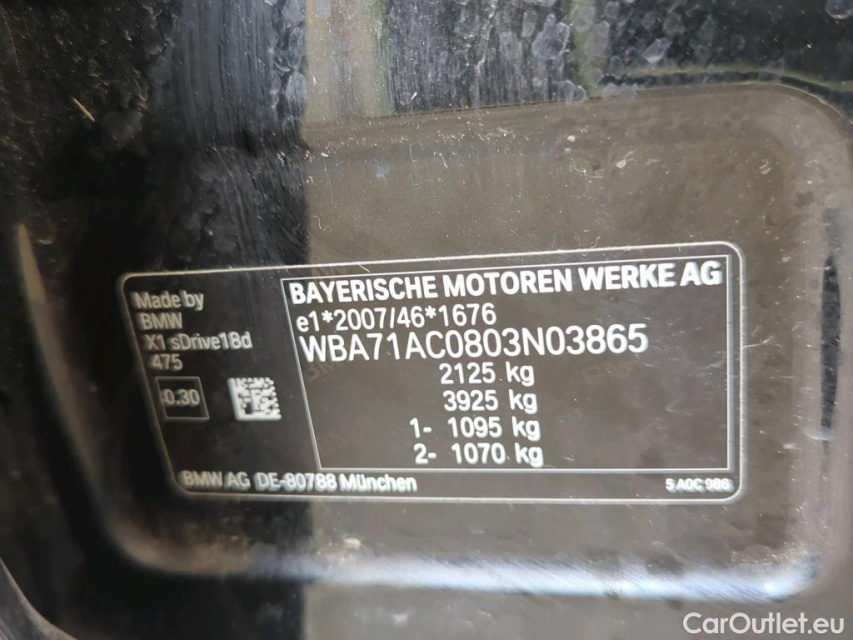 Made by
BMW
X1 sDrive18d
475
0.30
BAYERISCHE MOTOREN WERKE AG
e1*2007/46*1676
WBA71AC0803N03865
2125 kg
3925 kg
1- 1095 kg
2- 1070 kg
BMW AG DE-80788 München
5 A0C 986
CarOutlet.eu